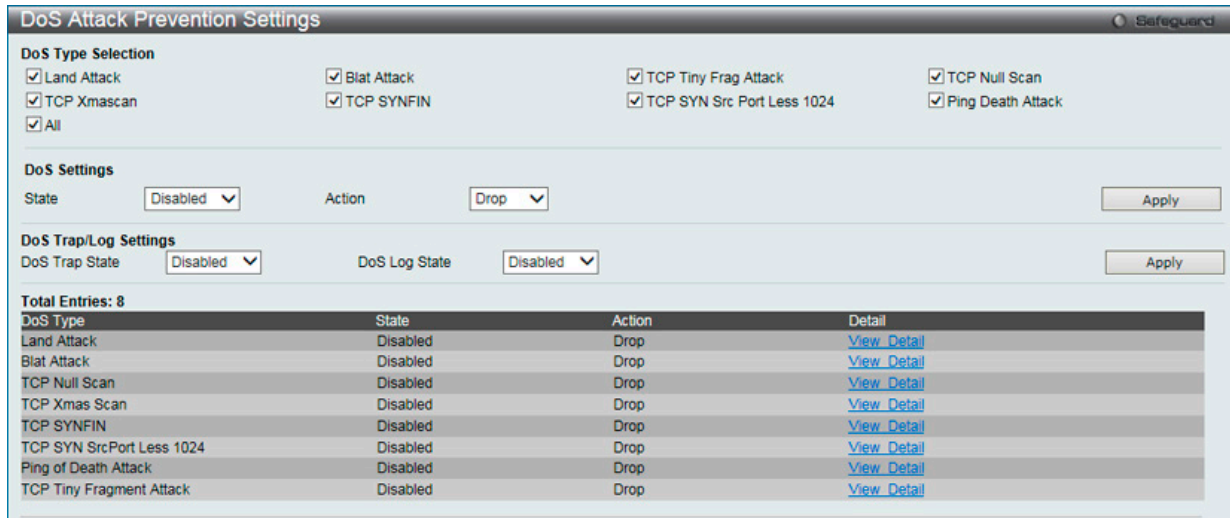 DoS Attack Prevention Settings Safeguard
DoS Type Selection
Land Attack Blat Attack TCP Tiny Frag Attack TCP Null Scan
TCP Xmascan TCP SYNFIN TCP SYN Src Port Less 1024 Ping Death Attack
All
DoS Settings
State Disabled Action Drop Apply
DoS Trap/Log Settings
DoS Trap State Disabled DoS Log State Disabled Apply
Total Entries: 8
DoS Type State Action Detail
Land Attack Disabled Drop View Detail
Blat Attack Disabled Drop View Detail
TCP Null Scan Disabled Drop View Detail
TCP Xmas Scan Disabled Drop View Detail
TCP SYNFIN Disabled Drop View Detail
TCP SYN SrcPort Less 1024 Disabled Drop View Detail
Ping of Death Attack Disabled Drop View Detail
TCP Tiny Fragment Attack Disabled Drop View Detail